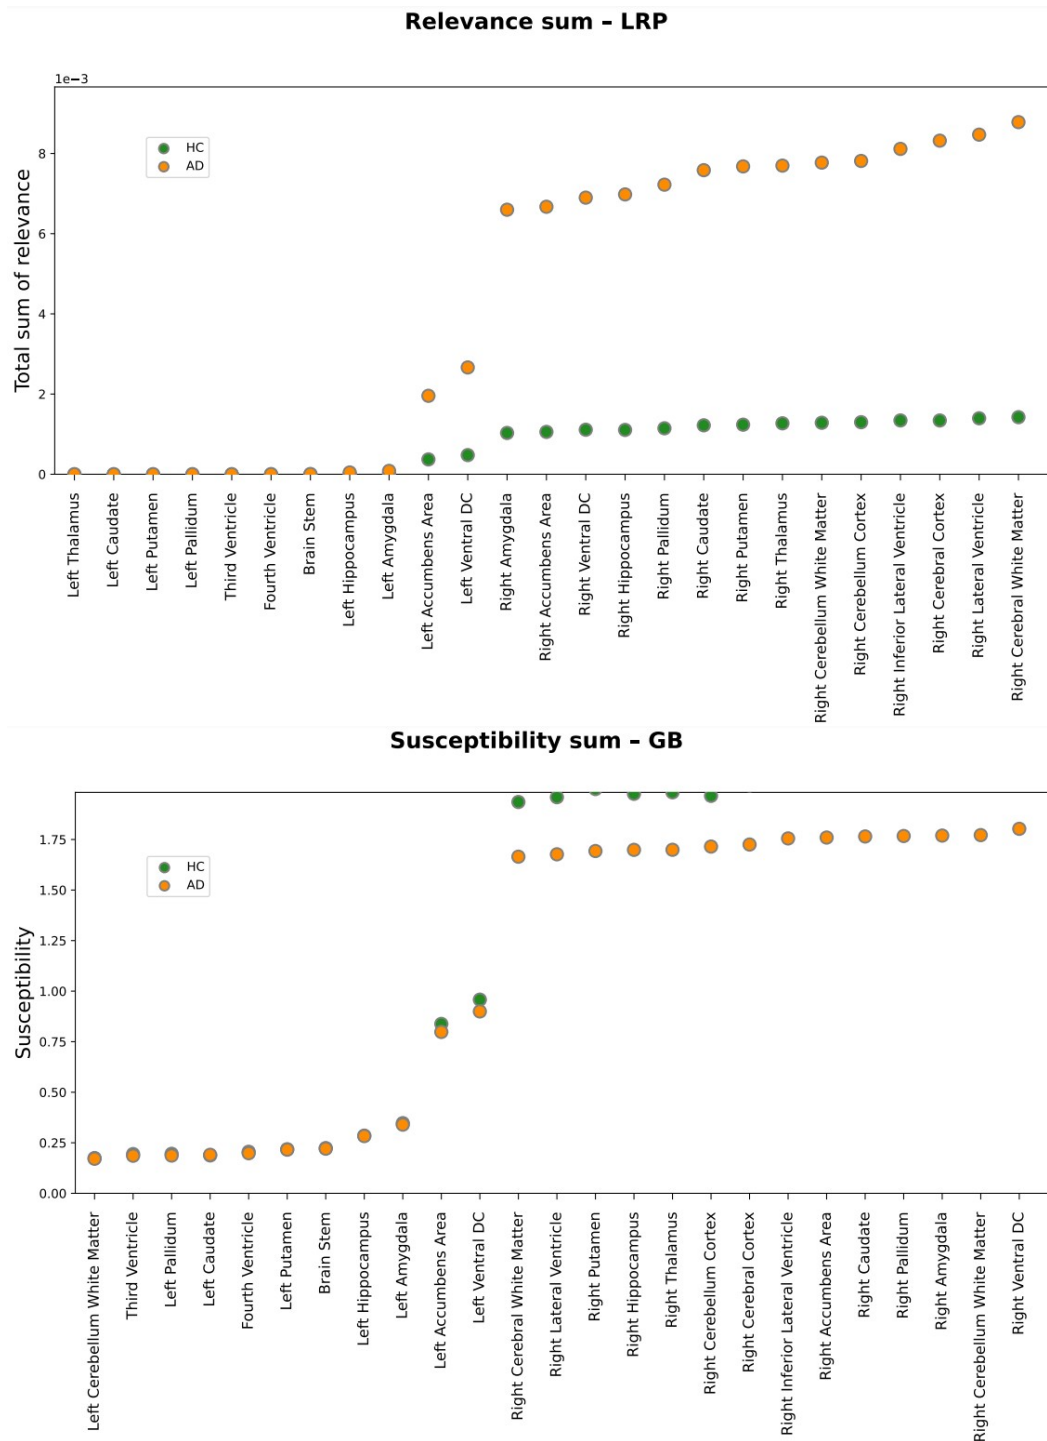 Relevance sum – LRP
1e−3
Total sum of relevance
8
6
4
2
0
HC
AD
Left Thalamus
Left Caudate
Left Putamen
Left Pallidum
Third Ventricle
Fourth Ventricle
Brain Stem
Left Hippocampus
Left Amygdala
Left Accumbens Area
Left Ventral DC
Right Amygdala
Right Accumbens Area
Right Ventral DC
Right Hippocampus
Right Pallidum
Right Caudate
Right Putamen
Right Thalamus
Right Cerebellum White Matter
Right Cerebellum Cortex
Right Inferior Lateral Ventricle
Right Cerebral Cortex
Right Lateral Ventricle
Right Cerebral White Matter
Susceptibility sum – GB
Susceptibility
1.75
1.50
1.25
1.00
0.75
0.50
0.25
0.00
HC
AD
Left Cerebellum White Matter
Third Ventricle
Left Pallidum
Left Caudate
Fourth Ventricle
Left Putamen
Brain Stem
Left Hippocampus
Left Amygdala
Left Accumbens Area
Left Ventral DC
Right Cerebral White Matter
Right Lateral Ventricle
Right Putamen
Right Hippocampus
Right Thalamus
Right Cerebellum Cortex
Right Cerebral Cortex
Right Inferior Lateral Ventricle
Right Accumbens Area
Right Caudate
Right Pallidum
Right Amygdala
Right Cerebellum White Matter
Right Ventral DC